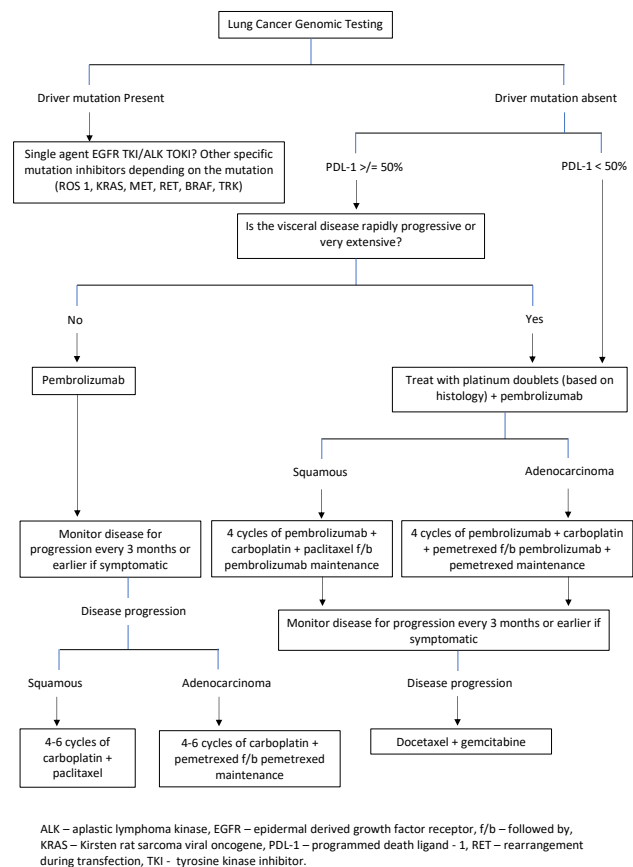 Lung Cancer Genomic Testing
Driver mutation Present
Driver mutation absent
Single agent EGFR TKI/ALK TOKI? Other specific
mutation inhibitors depending on the mutation
(ROS 1, KRAS, MET, RET, BRAF, TRK)
PDL-1 >/= 50%
PDL-1 < 50%
Is the visceral disease rapidly progressive or
very extensive?
No
Yes
Pembrolizumab
Treat with platinum doublets (based on
histology) + pembrolizumab
Squamous
Adenocarcinoma
Monitor disease for
progression every 3 months or
earlier if symptomatic
4 cycles of pembrolizumab +
carboplatin + paclitaxel f/b
pembrolizumab maintenance
4 cycles of pembrolizumab + carboplatin
+ pemetrexed f/b pembrolizumab +
pemetrexed maintenance
Disease progression
Monitor disease for progression every 3 months or earlier if
symptomatic
Squamous
Adenocarcinoma
Disease progression
4-6 cycles of
carboplatin +
paclitaxel
4-6 cycles of carboplatin +
pemetrexed f/b pemetrexed
maintenance
Docetaxel + gemcitabine
ALK – aplastic lymphoma kinase, EGFR – epidermal derived growth factor receptor, f/b – followed by,
KRAS – Kirsten rat sarcoma viral oncogene, PDL-1 – programmed death ligand - 1, RET – rearrangement
during transfection, TKI - tyrosine kinase inhibitor.